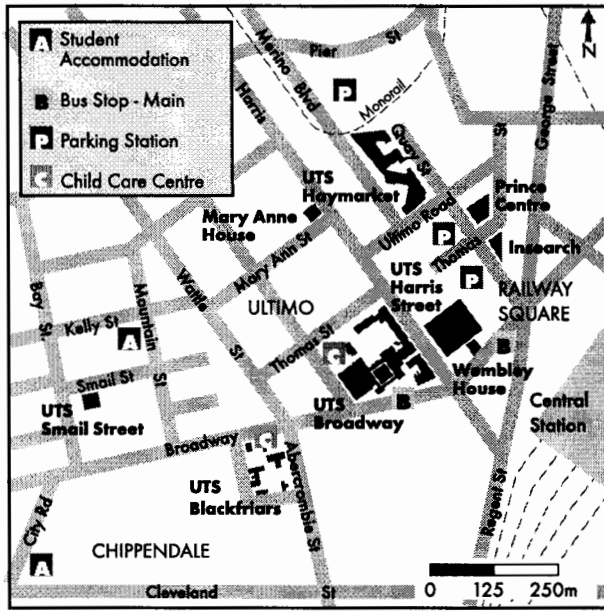 A Student
Accommodation
B Bus Stop - Main
P Parking Station
C Child Care Centre
Pier St
Merino Blvd
Monorail
P
George Street
N
Harris
St
Quay St
UTS
Haymarket
Prince
Centre
Mary Anne
House
Ultimo Road
P
Thomas
Insearch
Mary Ann St
UTS
Harris
Street
P
RAILWAY
SQUARE
Bay St
Mountain St
Wattle St
ULTIMO
Kelly St
A
Thomas St
C
B
Wembley
House
Smail St
UTS
Smail Street
UTS
Broadway
B
Central
Station
Broadway
C
Abercrombie St
UTS
Blackfriars
Regent St
City Rd
CHIPPENDALE
A
Cleveland St
0 125 250m